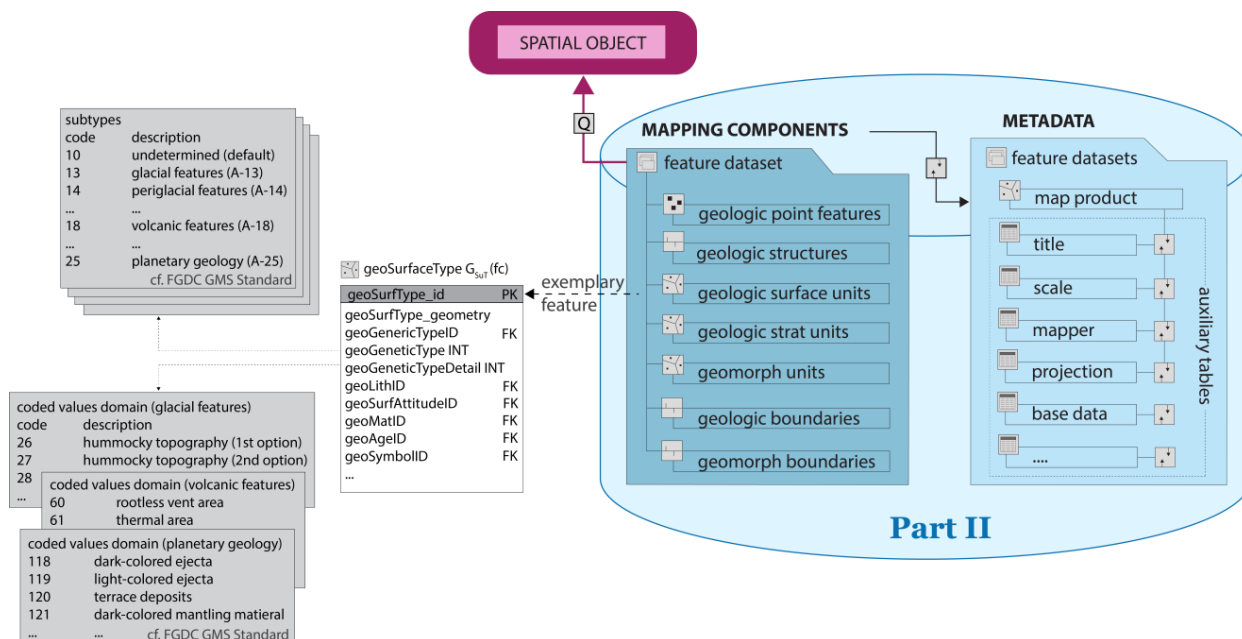 SPATIAL OBJECT
Q
MAPPING COMPONENTS
feature dataset
geologic point features
geologic structures
geologic surface units
geologic strat units
geomorph units
geologic boundaries
geomorph boundaries
METADATA
feature datasets
map product
title
scale
mapper
projection
base data
....
auxiliary tables
Part II
exemplary
feature
subtypes
code description
10 undetermined (default)
13 glacial features (A-13)
14 periglacial features (A-14)
... ...
18 volcanic features (A-18)
... ...
25 planetary geology (A-25)
cf. FGDC GMS Standard
geoSurfaceType G_SuT (fc)
geoSurfType_id PK
geoSurfType_geometry
geoGenericTypeID FK
geoGeneticType INT
geoGeneticTypeDetail INT
geoLithID FK
geoSurfAttitudeID FK
geoMatID FK
geoAgeID FK
geoSymbolID FK
...
coded values domain (glacial features)
code description
26 hummocky topography (1st option)
27 hummocky topography (2nd option)
28
...
coded values domain (volcanic features)
60 rootless vent area
61 thermal area
coded values domain (planetary geology)
118 dark-colored ejecta
119 light-colored ejecta
120 terrace deposits
121 dark-colored mantling matieral
... ... cf. FGDC GMS Standard